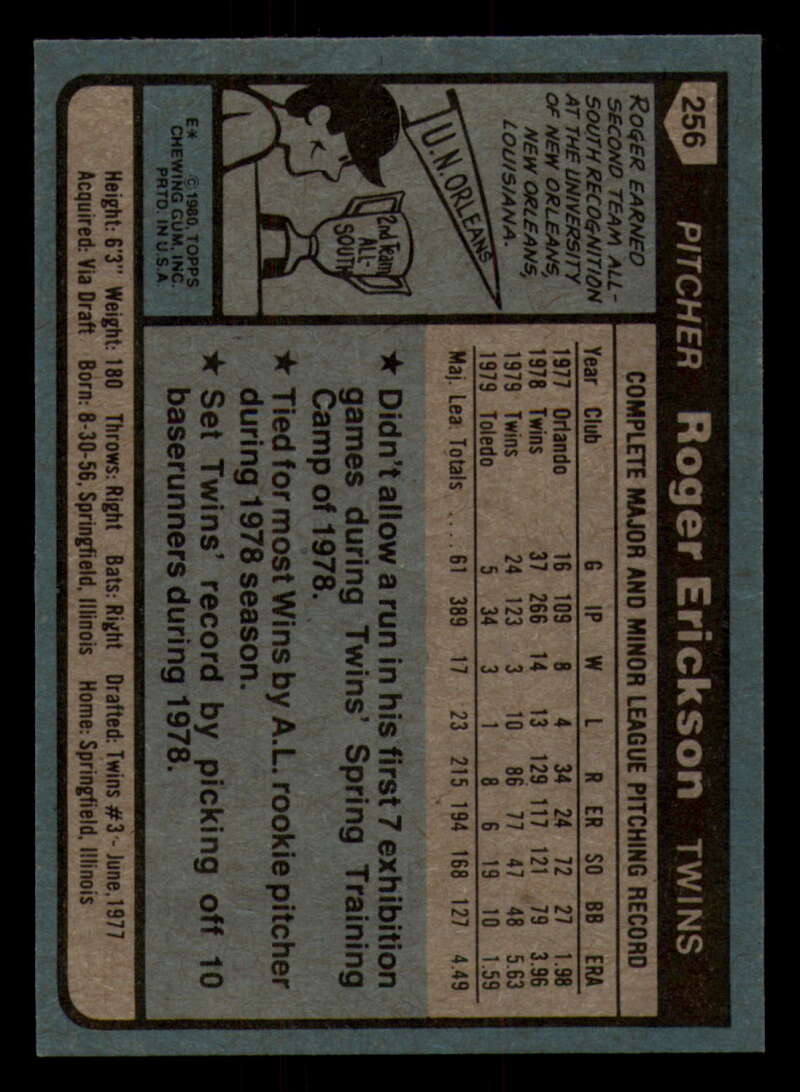 256
PITCHER Roger Erickson TWINS
ROGER EARNED
SECOND TEAM ALL-
SOUTH RECOGNITION
AT THE UNIVERSITY
OF NEW ORLEANS,
NEW ORLEANS,
LOUISIANA.
U.N. ORLEANS
2nd Team
ALL-
SOUTH
E* ©1980, TOPPS
CHEWING GUM, INC.
PRTD. IN U.S.A.
COMPLETE MAJOR AND MINOR LEAGUE PITCHING RECORD
Year Club G IP W L R ER SO BB ERA
1977 Orlando 16 109 8 4 34 24 72 27 1.98
1978 Twins 37 266 14 13 129 117 121 79 3.96
1979 Twins 24 123 3 10 86 77 47 48 5.63
1979 Toledo 5 34 3 1 8 6 19 10 1.59
Maj. Lea. Totals .... 61 389 17 23 215 194 168 127 4.49
★ Didn't allow a run in his first 7 exhibition
games during Twins' Spring Training
Camp of 1978.
★ Tied for most Wins by A.L. rookie pitcher
during 1978 season.
★ Set Twins' record by picking off 10
baserunners during 1978.
Height: 6'3" Weight: 180 Throws: Right Bats: Right Drafted: Twins #3 - June, 1977
Acquired: Via Draft Born: 8-30-56, Springfield, Illinois Home: Springfield, Illinois